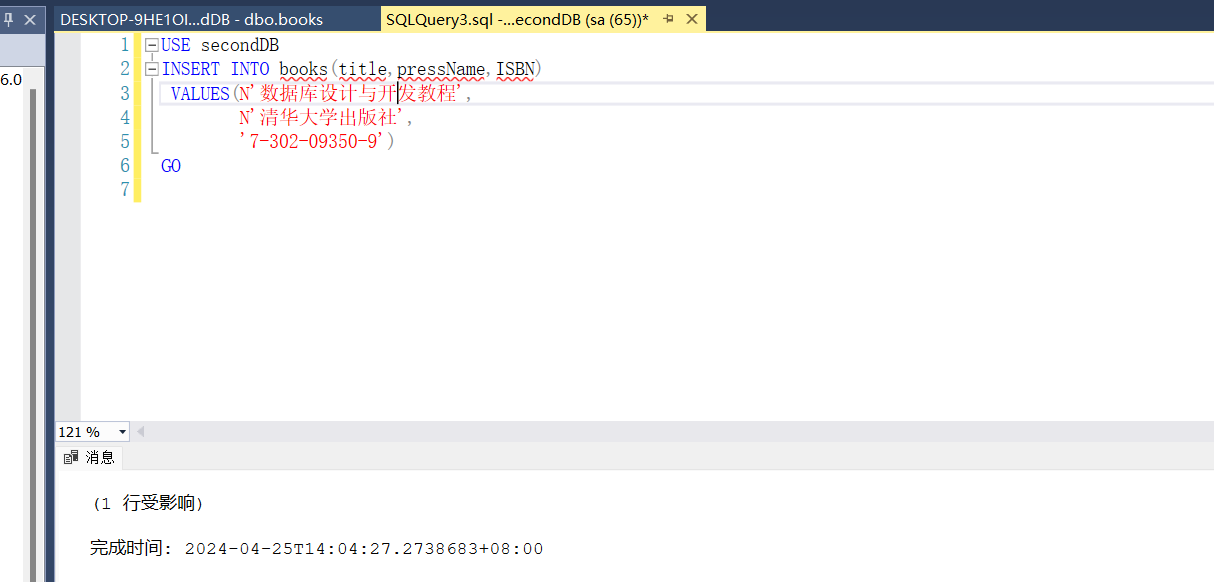 DESKTOP-9HE1OI...dDB - dbo.books
SQLQuery3.sql -...econdDB (sa (65))*
6.0
1 USE secondDB
2 INSERT INTO books(title,pressName,ISBN)
3 VALUES(N'数据库设计与开发教程',
4 N'清华大学出版社',
5 '7-302-09350-9')
6 GO
7
121 %
消息
(1 行受影响)
完成时间: 2024-04-25T14:04:27.2738683+08:00